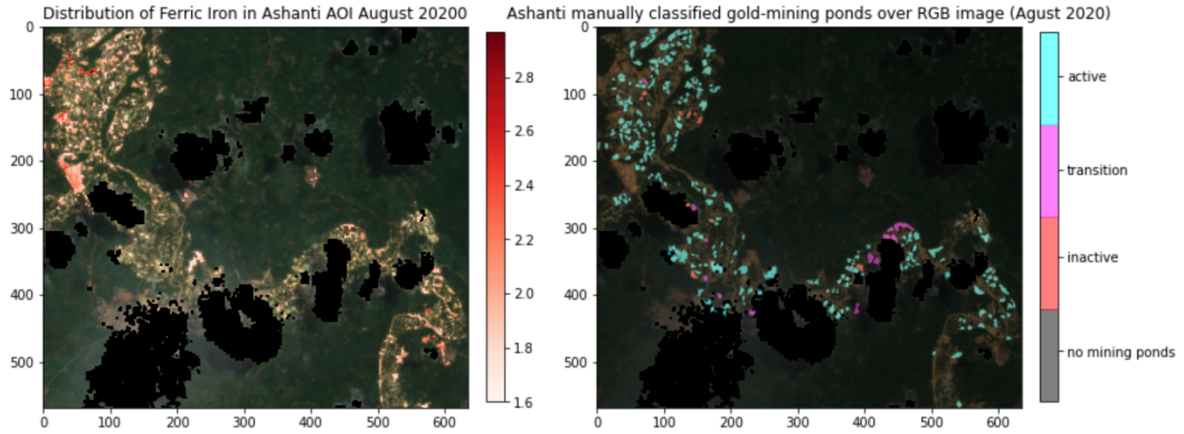 Distribution of Ferric Iron in Ashanti AOI August 20200
Ashanti manually classified gold-mining ponds over RGB image (Agust 2020)
0
100
200
300
400
500
0 100 200 300 400 500 600
2.8
2.6
2.4
2.2
2.0
1.8
1.6
0
100
200
300
400
500
0 100 200 300 400 500 600
active
transition
inactive
no mining ponds